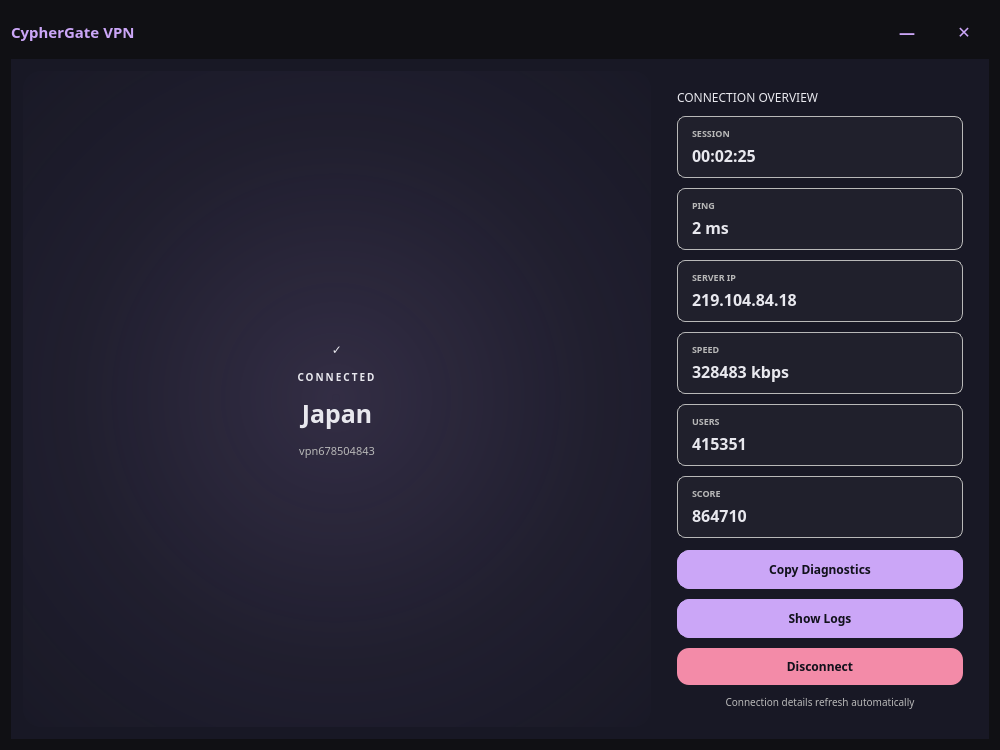 CypherGate VPN
— ✕
✓
CONNECTED
Japan
vpn678504843
CONNECTION OVERVIEW
SESSION
00:02:25
PING
2 ms
SERVER IP
219.104.84.18
SPEED
328483 kbps
USERS
415351
SCORE
864710
Copy Diagnostics
Show Logs
Disconnect
Connection details refresh automatically